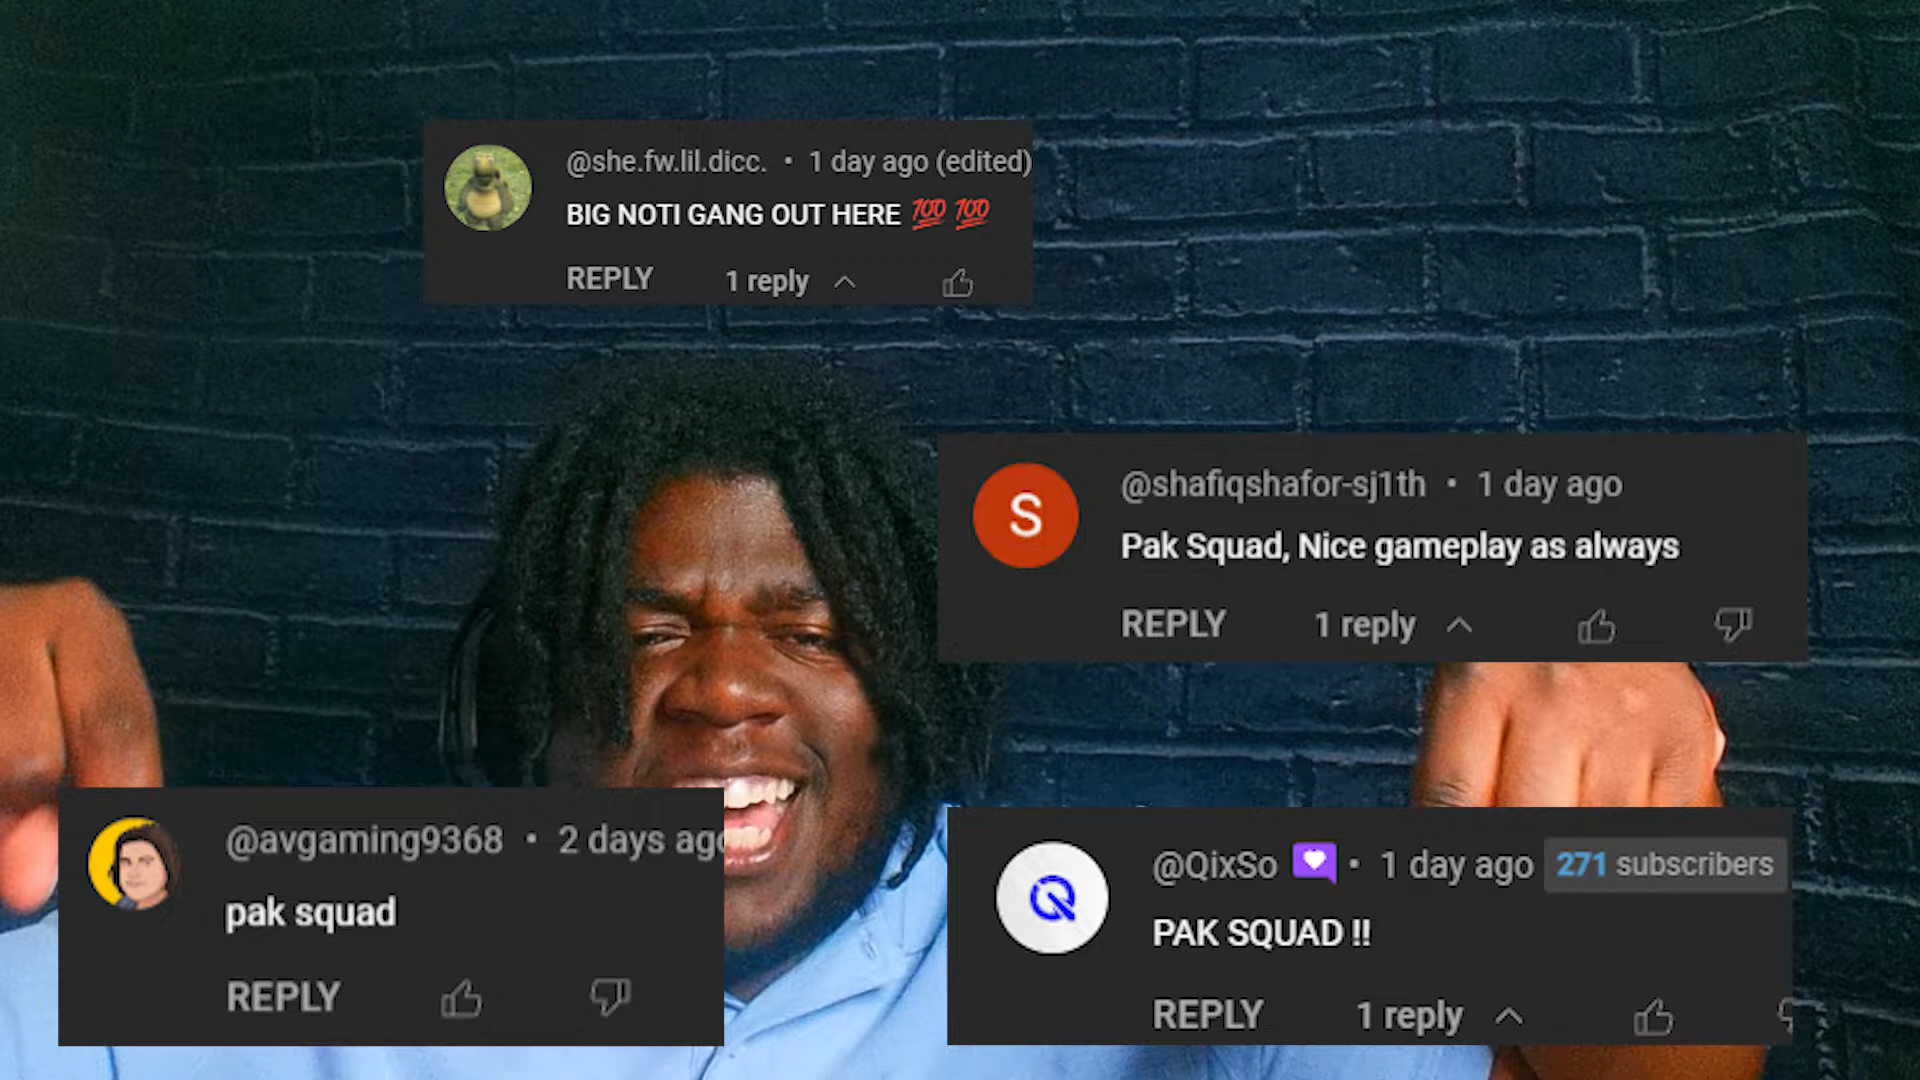 @she.fw.lil.dicc. • 1 day ago (edited)
BIG NOTI GANG OUT HERE 💯 💯
REPLY 1 reply
S
@shafiqshafor-sj1th • 1 day ago
Pak Squad, Nice gameplay as always
REPLY 1 reply
@avgaming9368 • 2 days ago
pak squad
REPLY
@QixSo • 1 day ago 271 subscribers
PAK SQUAD !!
REPLY 1 reply